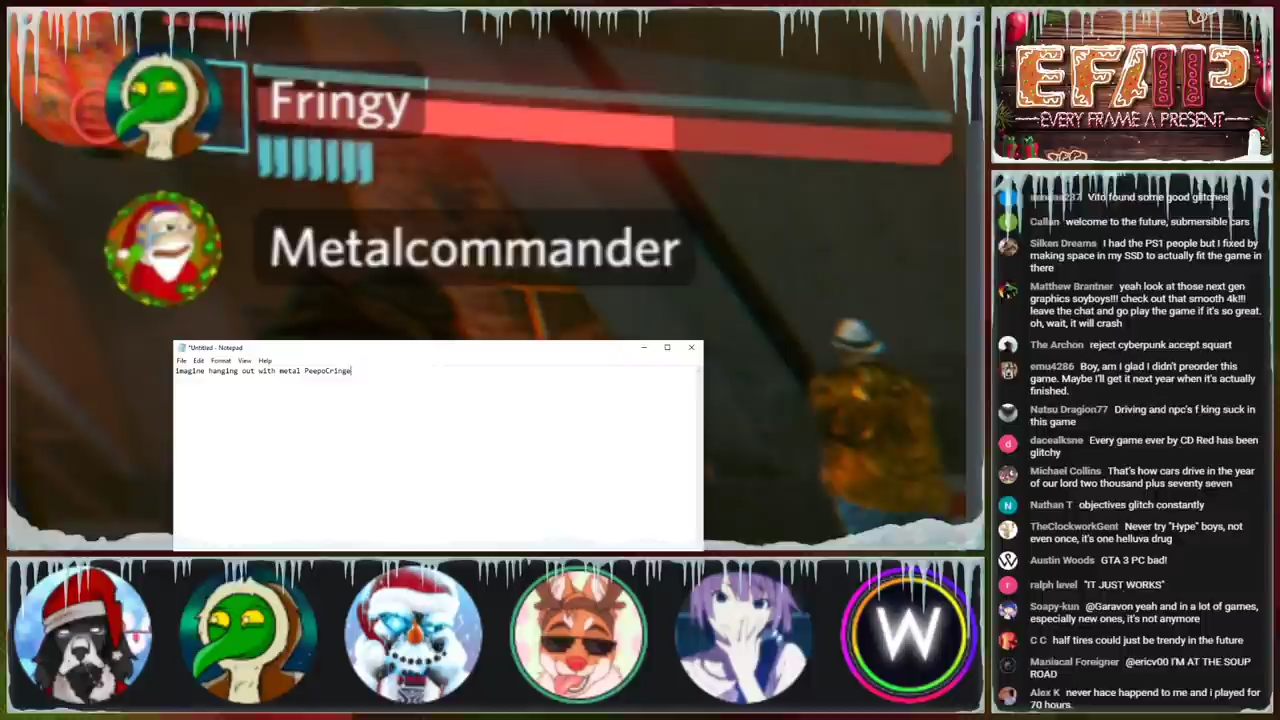 Fringy
Metalcommander
*Untitled - Notepad
File Edit Format View Help
imagine hanging out with metal PeepoCringe
W
EFAP
EVERY FRAME A PRESENT
Vito found some good glitches
Callan welcome to the future, submersible cars
Silken Dreams I had the PS1 people but I fixed by
making space in my SSD to actually fit the game in
there
Matthew Brantner yeah look at those next gen
graphics soyboys!!! check out that smooth 4k!!!
leave the chat and go play the game if it's so great.
oh, wait, it will crash
The Archon reject cyberpunk accept squart
emu4286 Boy, am I glad I didn't preorder this
game. Maybe I'll get it next year when it's actually
finished.
Natsu Dragion77 Driving and npc's f king suck in
this game
dacealksne Every game ever by CD Red has been
glitchy
Michael Collins That's how cars drive in the year
of our lord two thousand plus seventy seven
Nathan T objectives glitch constantly
TheClockworkGent Never try "Hype" boys, not
even once, it's one helluva drug
Austin Woods GTA 3 PC bad!
ralph level "IT JUST WORKS"
Soapy-kun @Garavon yeah and in a lot of games,
especially new ones, it's not anymore
C C half tires could just be trendy in the future
Maniacal Foreigner @ericv00 I'M AT THE SOUP
ROAD
Alex K never hace happend to me and i played for
70 hours.